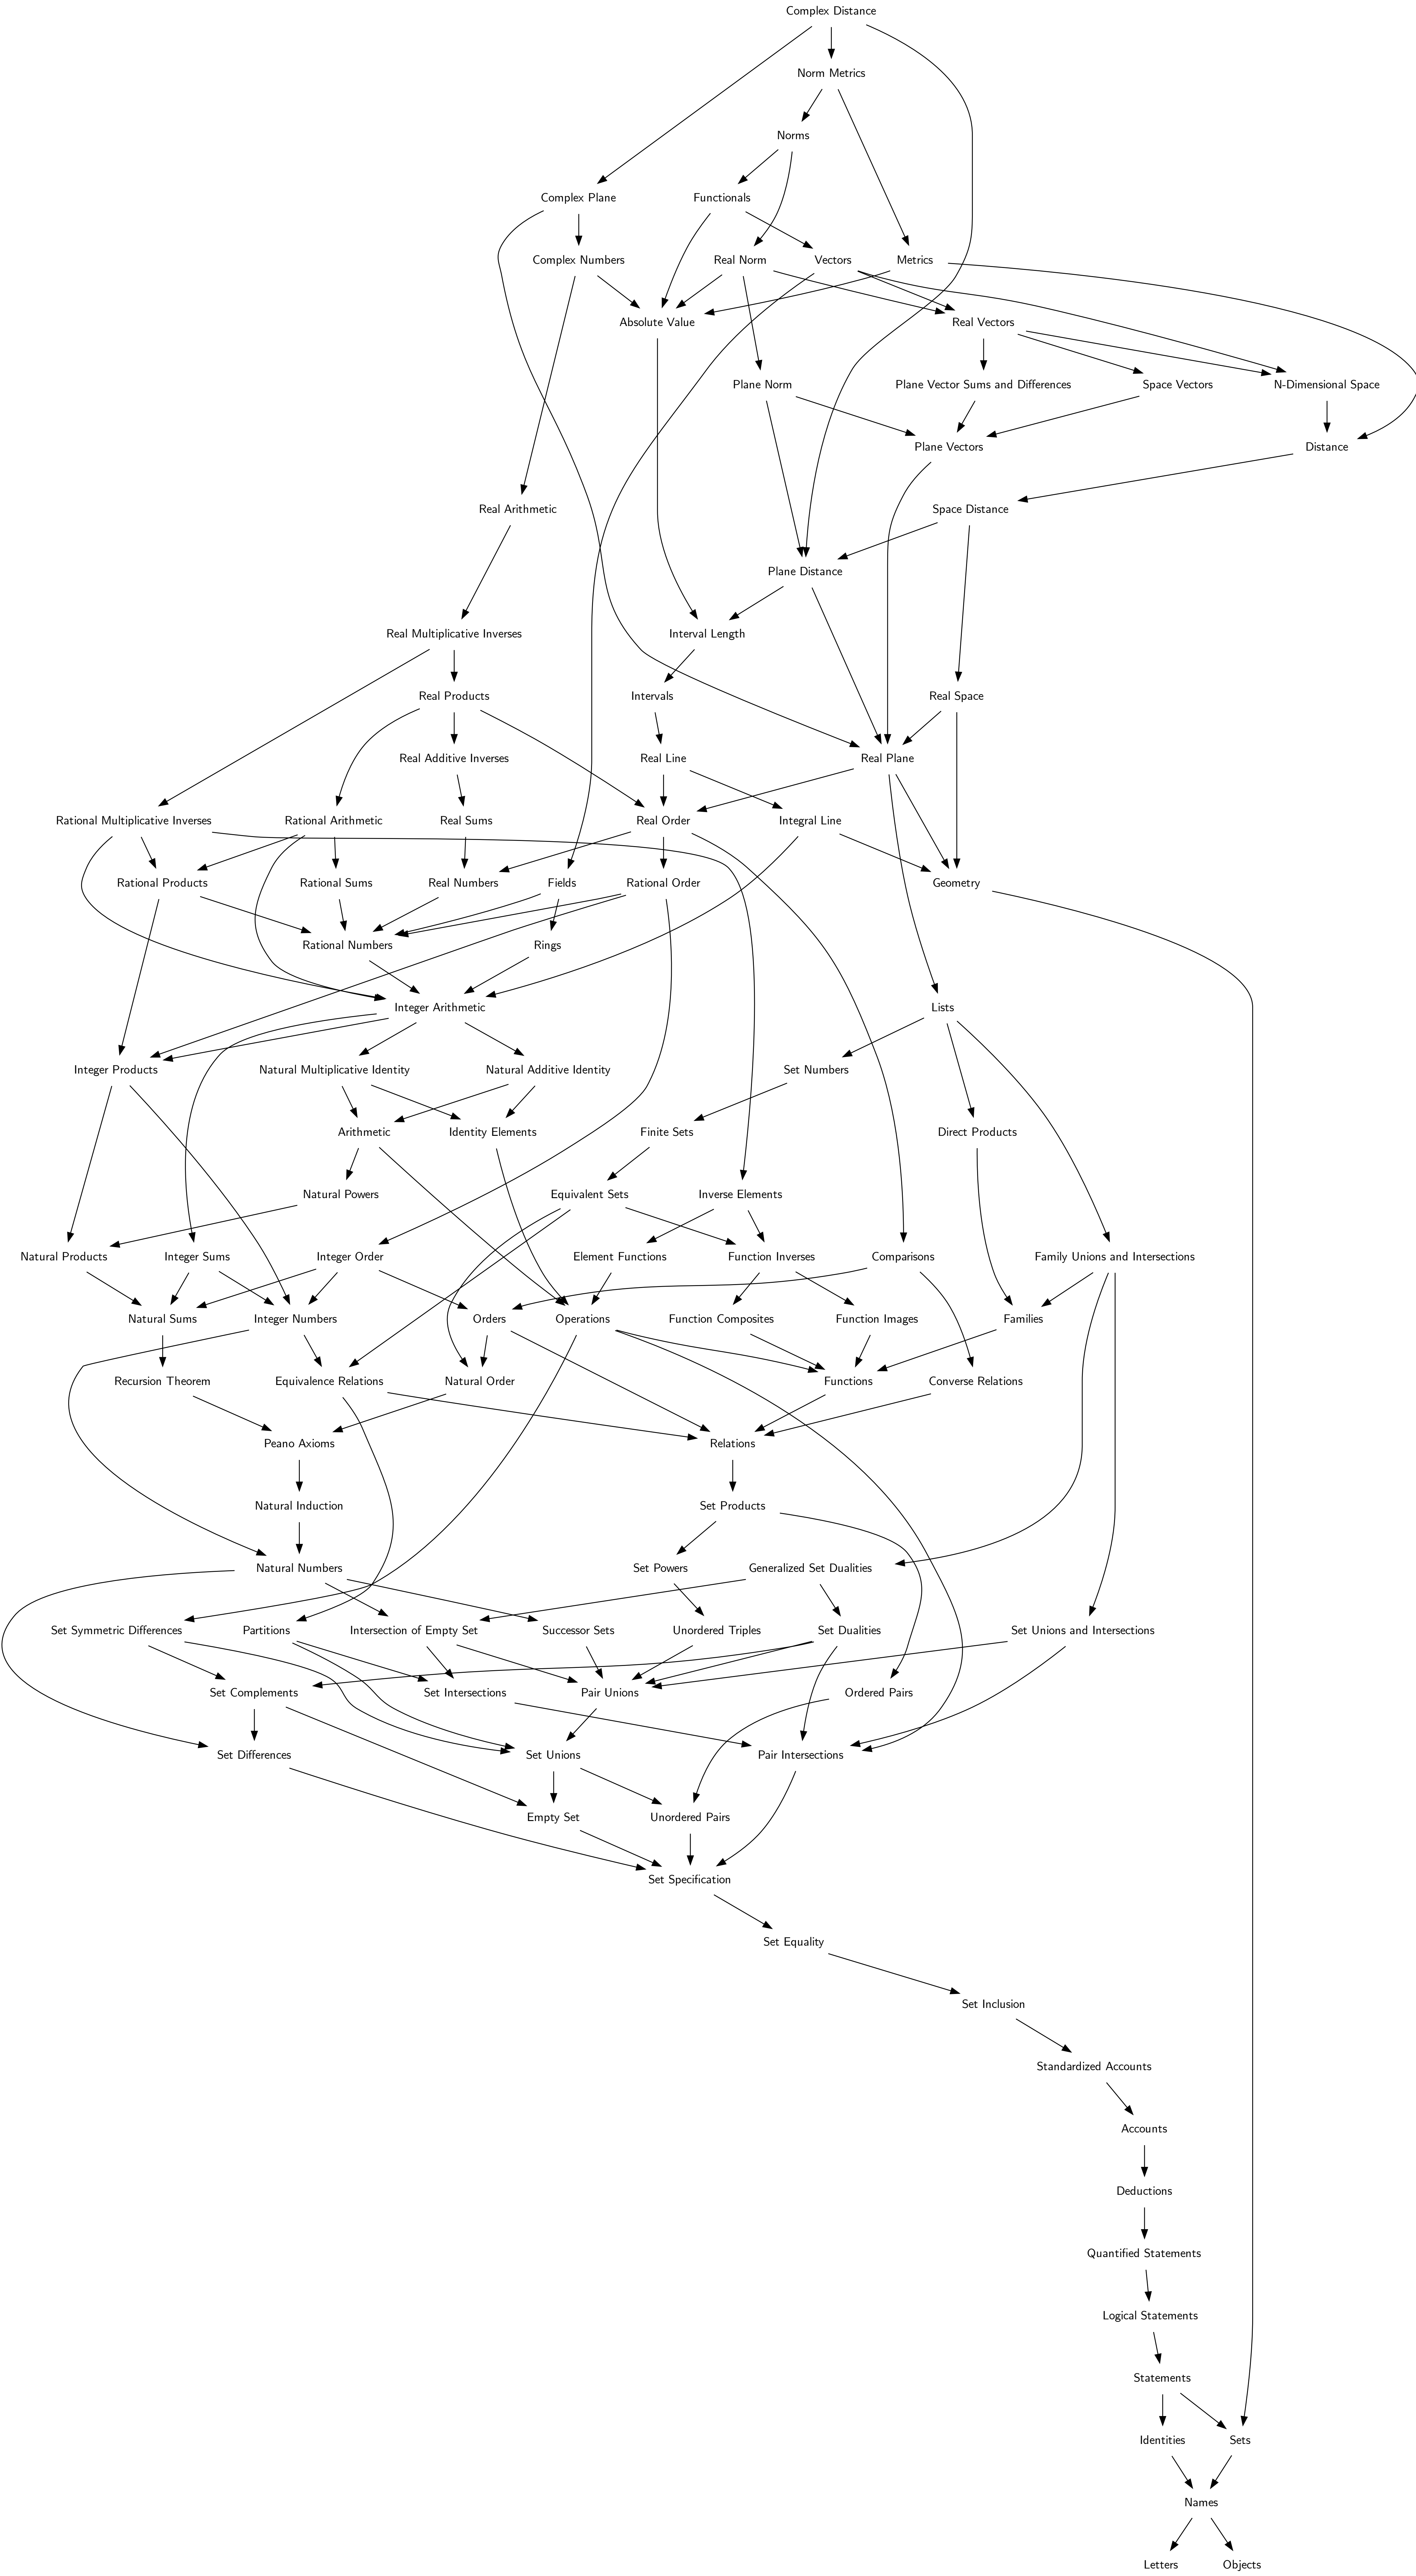 Complex Distance
Norm Metrics
Norms
Complex Plane
Functionals
Complex Numbers
Real Norm
Vectors
Metrics
Absolute Value
Real Vectors
Plane Norm
Plane Vector Sums and Differences
Space Vectors
N-Dimensional Space
Plane Vectors
Distance
Real Arithmetic
Space Distance
Plane Distance
Real Multiplicative Inverses
Interval Length
Real Products
Intervals
Real Space
Real Additive Inverses
Real Line
Real Plane
Rational Multiplicative Inverses
Rational Arithmetic
Real Sums
Real Order
Integral Line
Rational Products
Rational Sums
Real Numbers
Fields
Rational Order
Geometry
Rational Numbers
Rings
Integer Arithmetic
Lists
Integer Products
Natural Multiplicative Identity
Natural Additive Identity
Set Numbers
Arithmetic
Identity Elements
Finite Sets
Direct Products
Natural Powers
Equivalent Sets
Inverse Elements
Natural Products
Integer Sums
Integer Order
Element Functions
Function Inverses
Comparisons
Family Unions and Intersections
Natural Sums
Integer Numbers
Orders
Operations
Function Composites
Function Images
Families
Recursion Theorem
Equivalence Relations
Natural Order
Functions
Converse Relations
Peano Axioms
Relations
Natural Induction
Set Products
Natural Numbers
Set Powers
Generalized Set Dualities
Set Symmetric Differences
Partitions
Intersection of Empty Set
Successor Sets
Unordered Triples
Set Dualities
Set Unions and Intersections
Set Complements
Set Intersections
Pair Unions
Ordered Pairs
Set Differences
Set Unions
Pair Intersections
Empty Set
Unordered Pairs
Set Specification
Set Equality
Set Inclusion
Standardized Accounts
Accounts
Deductions
Quantified Statements
Logical Statements
Statements
Identities
Sets
Names
Letters
Objects